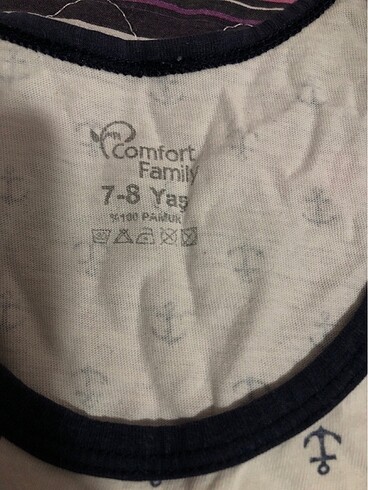 Comfort
Family
7-8 Yaş
%100 PAMUK